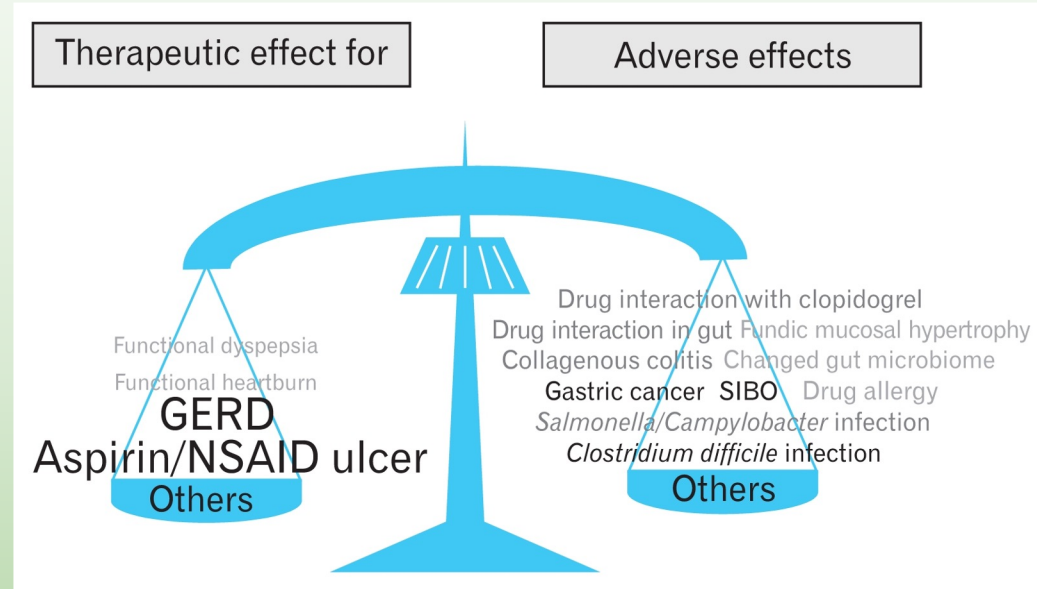 Therapeutic effect for
Adverse effects
Functional dyspepsia
Functional heartburn
GERD
Aspirin/NSAID ulcer
Others
Drug interaction with clopidogrel
Drug interaction in gut Fundic mucosal hypertrophy
Collagenous colitis Changed gut microbiome
Gastric cancer SIBO Drug allergy
Salmonella/Campylobacter infection
Clostridium difficile infection
Others